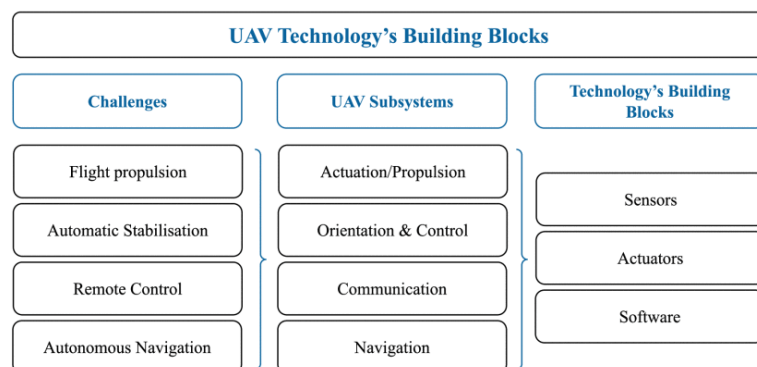 UAV Technology’s Building Blocks
Challenges
UAV Subsystems
Technology’s Building
Blocks
Flight propulsion
Automatic Stabilisation
Remote Control
Autonomous Navigation
Actuation/Propulsion
Orientation & Control
Communication
Navigation
Sensors
Actuators
Software